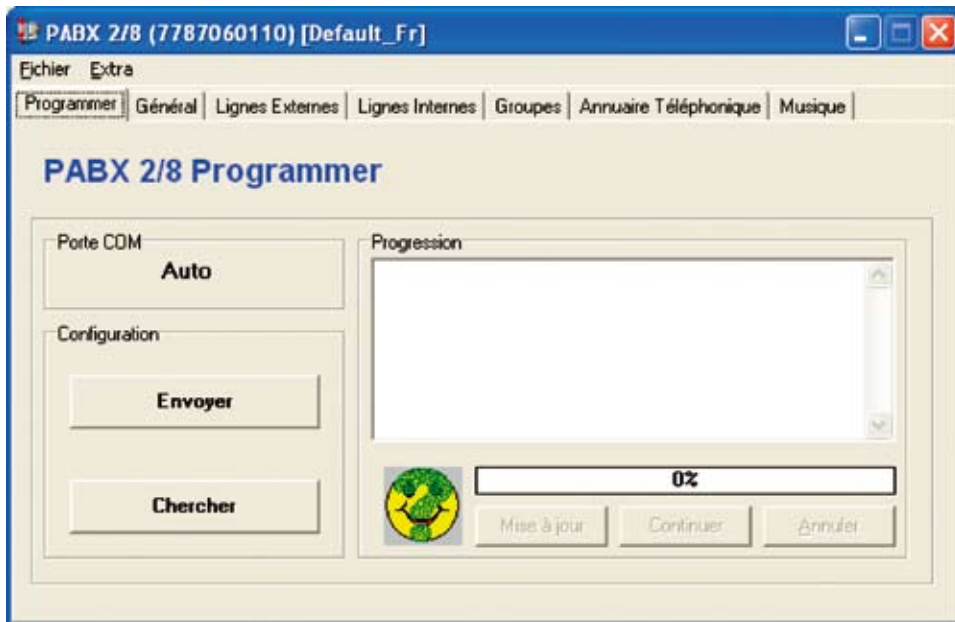 PABX 2/8 (7787060110) [Default_Fr]
Fichier Extra
Programmer Général Lignes Externes Lignes Internes Groupes Annuaire Téléphonique Musique
PABX 2/8 Programmer
Porte COM
Auto
Progression
Configuration
Envoyer
Chercher
0%
Mise à jour Continuer Annuler